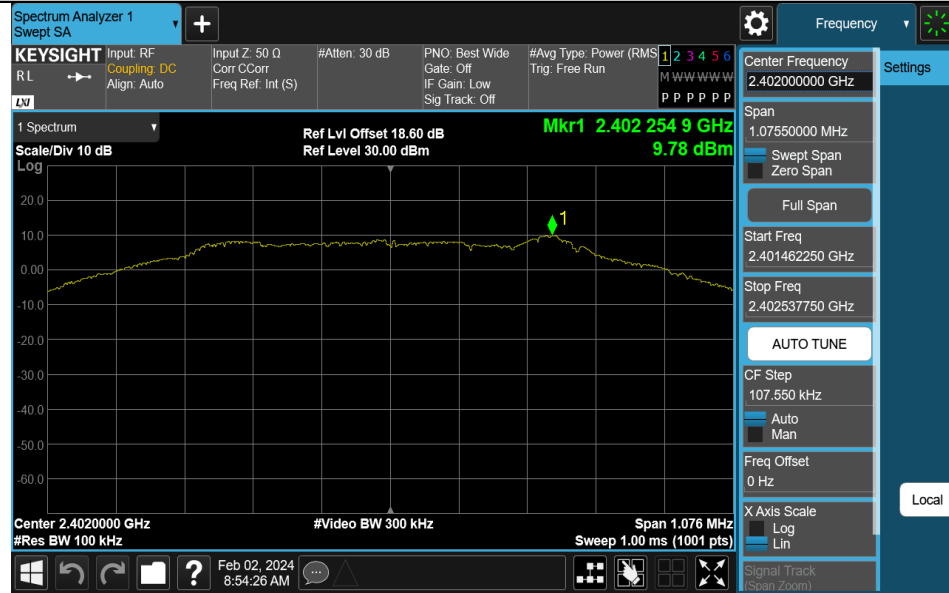 Spectrum Analyzer 1
Swept SA
+
Frequency
KEYSIGHT
RL
LXI
Input: RF
Coupling: DC
Align: Auto
Input Z: 50 Ω
Corr CCorr
Freq Ref: Int (S)
#Atten: 30 dB
PNO: Best Wide
Gate: Off
IF Gain: Low
Sig Track: Off
#Avg Type: Power (RMS
Trig: Free Run
1 2 3 4 5 6
M W W W W W
P P P P P P
1 Spectrum
Scale/Div 10 dB
Log
Ref Lvl Offset 18.60 dB
Ref Level 30.00 dBm
Mkr1 2.402 254 9 GHz
9.78 dBm
1
20.0
10.0
0.00
-10.0
-20.0
-30.0
-40.0
-50.0
-60.0
Center 2.4020000 GHz
#Res BW 100 kHz
#Video BW 300 kHz
Span 1.076 MHz
Sweep 1.00 ms (1001 pts)
Center Frequency
2.402000000 GHz
Span
1.07550000 MHz
Swept Span
Zero Span
Full Span
Start Freq
2.401462250 GHz
Stop Freq
2.402537750 GHz
AUTO TUNE
CF Step
107.550 kHz
Auto
Man
Freq Offset
0 Hz
X Axis Scale
Log
Lin
Signal Track
(Span Zoom)
Settings
Local
?
Feb 02, 2024
8:54:26 AM